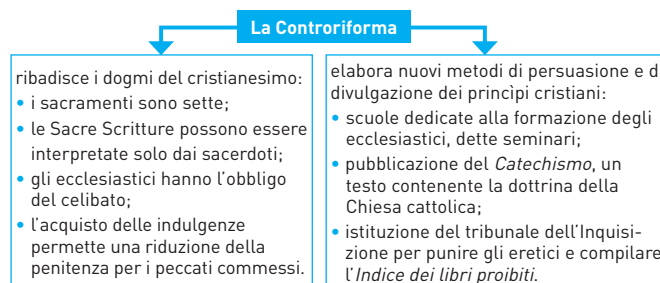 La Controriforma
ribadisce i dogmi del cristianesimo:
• i sacramenti sono sette;
• le Sacre Scritture possono essere
interpretate solo dai sacerdoti;
• gli ecclesiastici hanno l'obbligo
del celibato;
• l'acquisto delle indulgenze
permette una riduzione della
penitenza per i peccati commessi.
elabora nuovi metodi di persuasione e di
divulgazione dei princìpi cristiani:
• scuole dedicate alla formazione degli
ecclesiastici, dette seminari;
• pubblicazione del Catechismo, un
testo contenente la dottrina della
Chiesa cattolica;
• istituzione del tribunale dell'Inquisi-
zione per punire gli eretici e compilare
l'Indice dei libri proibiti.